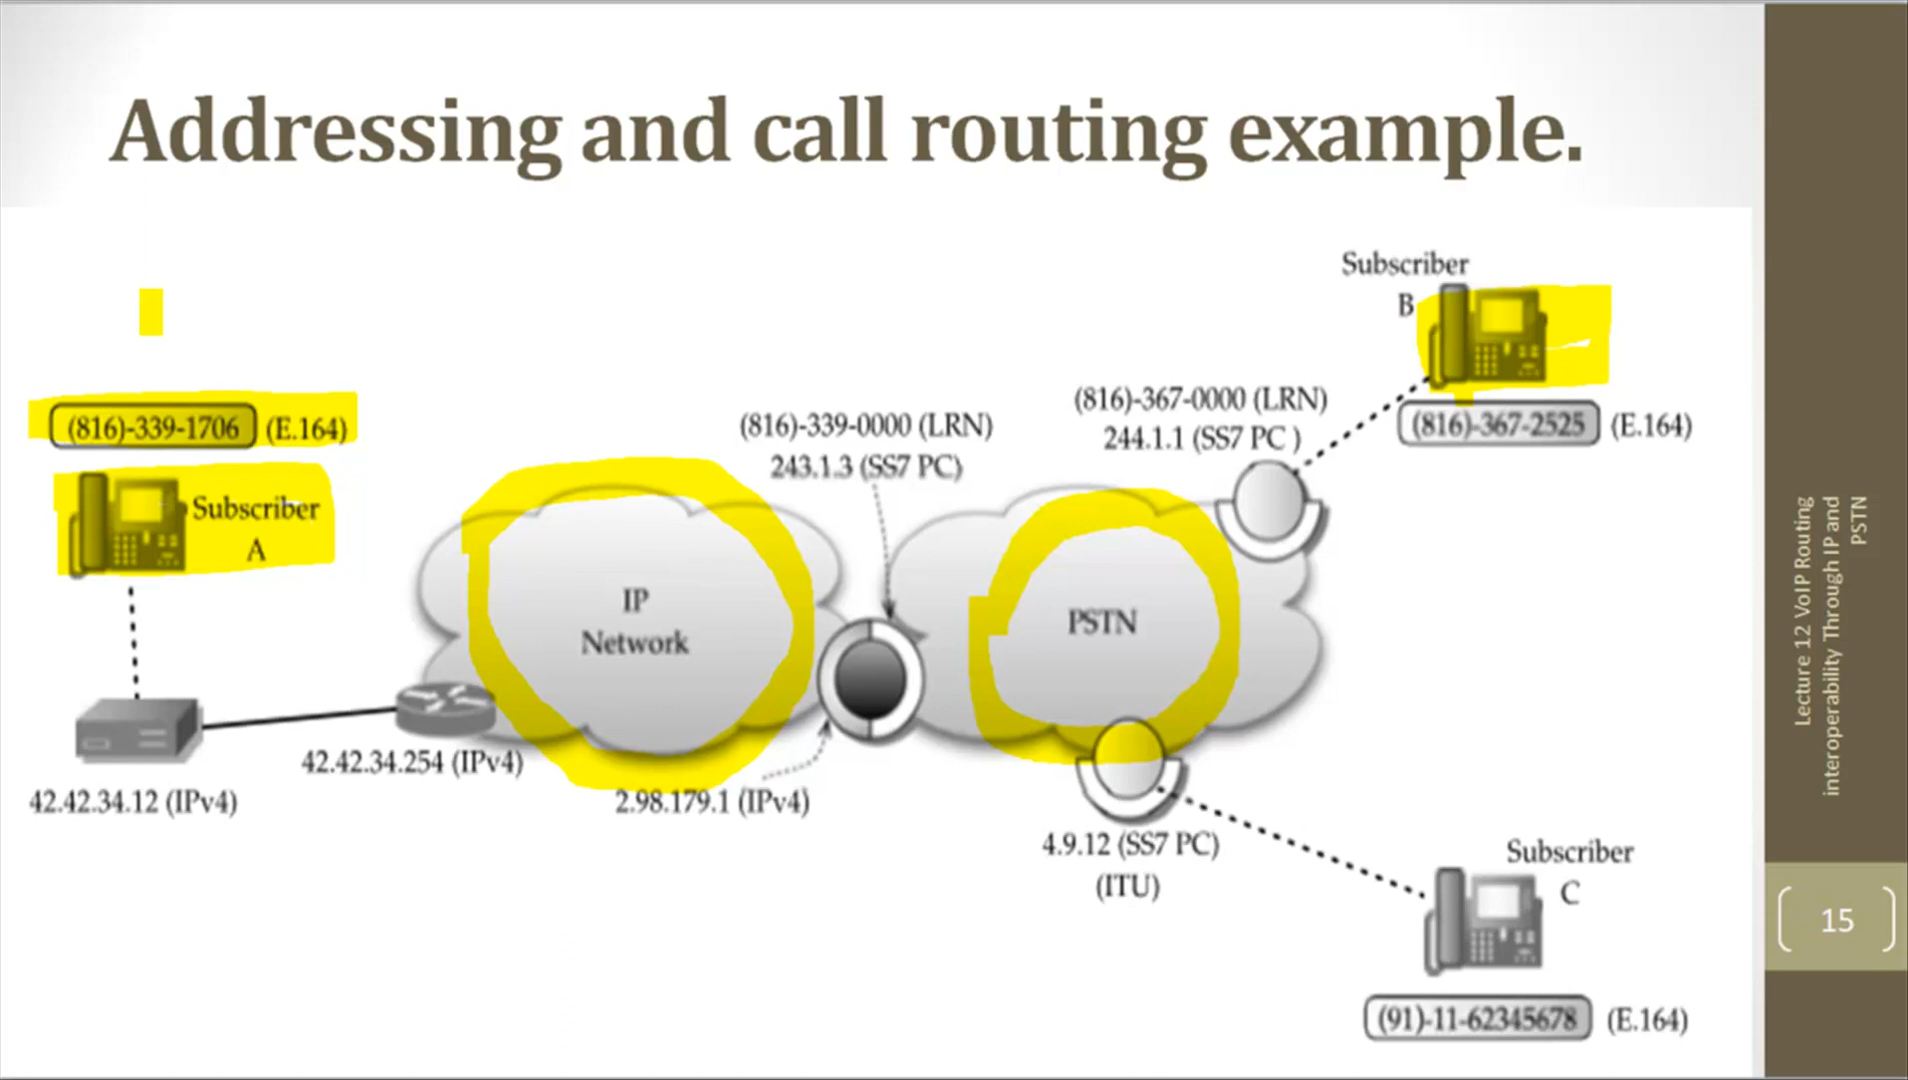 Addressing and call routing example.
Subscriber
B
(816)-367-2525 (E.164)
(816)-339-1706 (E.164)
Subscriber
A
(816)-339-0000 (LRN)
243.1.3 (SS7 PC)
(816)-367-0000 (LRN)
244.1.1 (SS7 PC )
IP
Network
PSTN
42.42.34.254 (IPv4)
42.42.34.12 (IPv4)
2.98.179.1 (IPv4)
4.9.12 (SS7 PC)
(ITU)
Subscriber
C
(91)-11-62345678 (E.164)
Lecture 12 VoIP Routing
interoperability Through IP and
PSTN
15